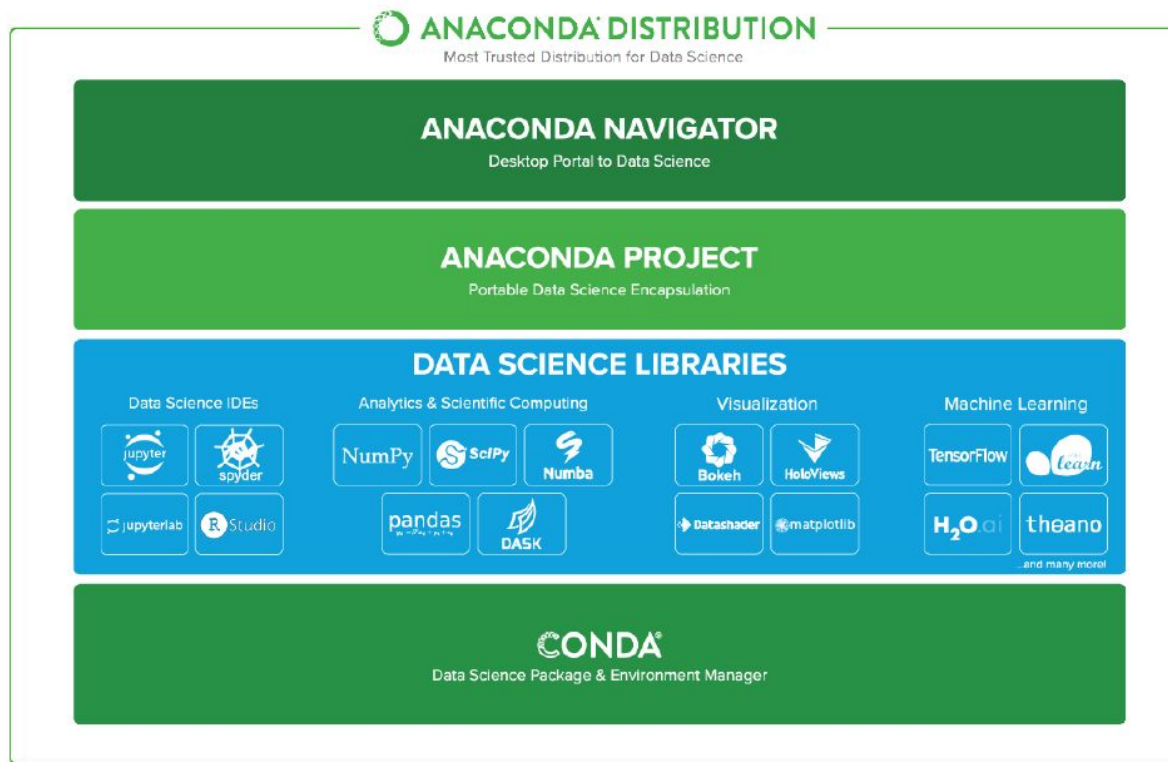 ANACONDA® DISTRIBUTION
Most Trusted Distribution for Data Science
ANACONDA NAVIGATOR
Desktop Portal to Data Science
ANACONDA PROJECT
Portable Data Science Encapsulation
DATA SCIENCE LIBRARIES
Data Science IDEs
jupyter
spyder
jupyterlab
R Studio
Analytics & Scientific Computing
NumPy
SciPy
Numba
pandas
DASK
Visualization
Bokeh
HoloViews
Datashader
matplotlib
Machine Learning
TensorFlow
learn
H₂O.ai
theano
...and many more!
CONDA®
Data Science Package & Environment Manager